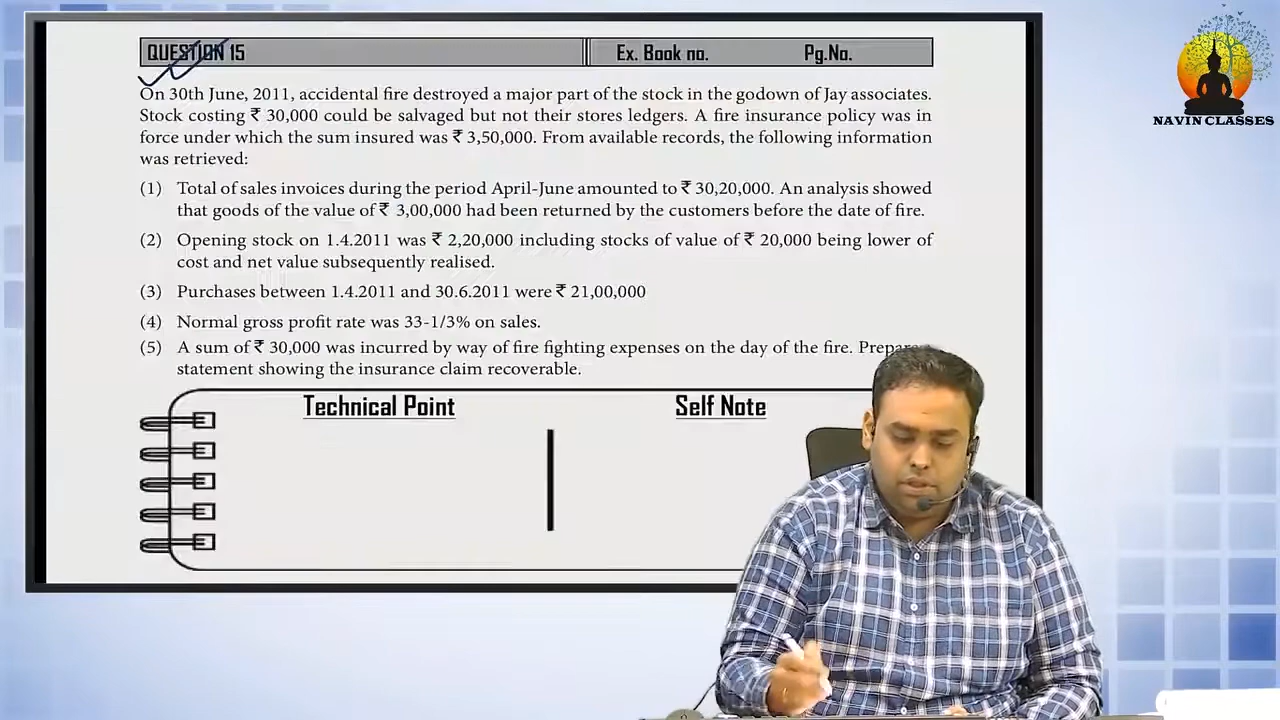 QUESTION 15
Ex. Book no.
Pg.No.
NAVIN CLASSES
On 30th June, 2011, accidental fire destroyed a major part of the stock in the godown of Jay associates.
Stock costing ₹ 30,000 could be salvaged but not their stores ledgers. A fire insurance policy was in
force under which the sum insured was ₹ 3,50,000. From available records, the following information
was retrieved:
(1) Total of sales invoices during the period April-June amounted to ₹ 30,20,000. An analysis showed
that goods of the value of ₹ 3,00,000 had been returned by the customers before the date of fire.
(2) Opening stock on 1.4.2011 was ₹ 2,20,000 including stocks of value of ₹ 20,000 being lower of
cost and net value subsequently realised.
(3) Purchases between 1.4.2011 and 30.6.2011 were ₹ 21,00,000
(4) Normal gross profit rate was 33-1/3% on sales.
(5) A sum of ₹ 30,000 was incurred by way of fire fighting expenses on the day of the fire.
statement showing the insurance claim recoverable.
Technical Point
Self Note